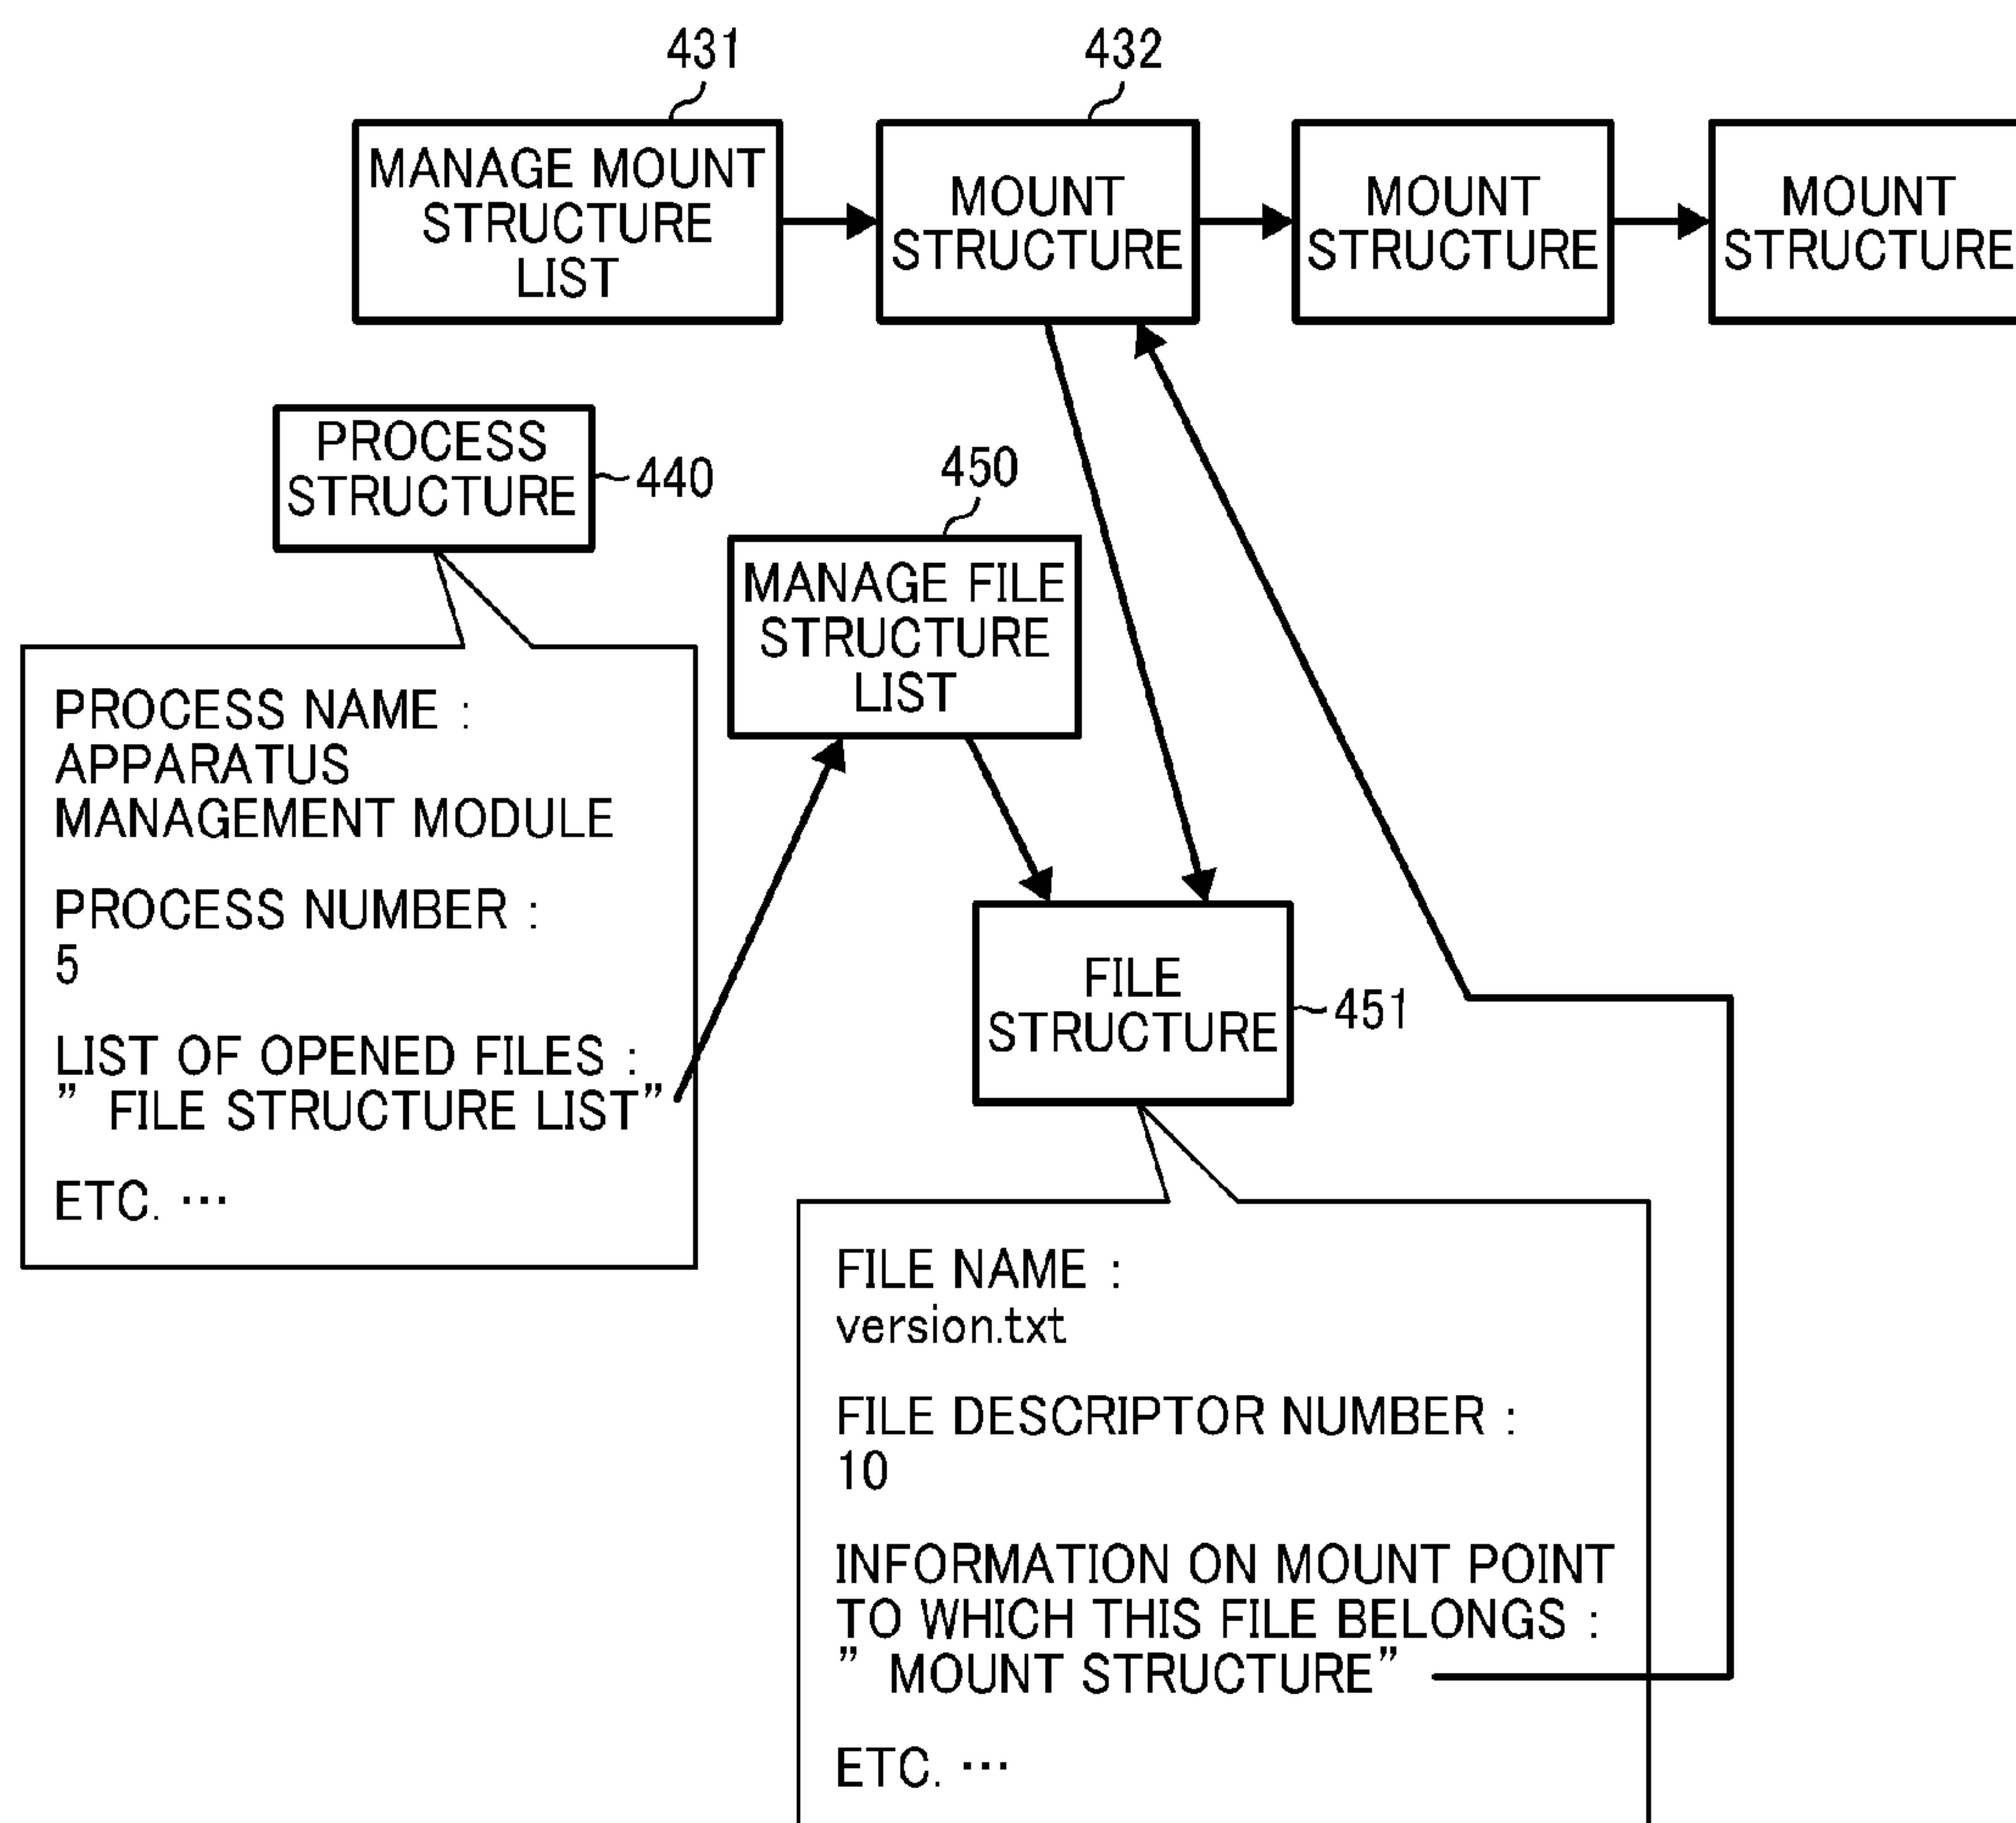 431
432
MANAGE MOUNT
STRUCTURE
LIST
MOUNT
STRUCTURE
MOUNT
STRUCTURE
MOUNT
STRUCTURE
PROCESS
STRUCTURE
440
450
MANAGE FILE
STRUCTURE
LIST
PROCESS NAME :
APPARATUS
MANAGEMENT MODULE
PROCESS NUMBER :
5
LIST OF OPENED FILES :
” FILE STRUCTURE LIST”
ETC. ···
FILE
STRUCTURE
451
FILE NAME :
version.txt
FILE DESCRIPTOR NUMBER :
10
INFORMATION ON MOUNT POINT
TO WHICH THIS FILE BELONGS :
” MOUNT STRUCTURE”
ETC. ···